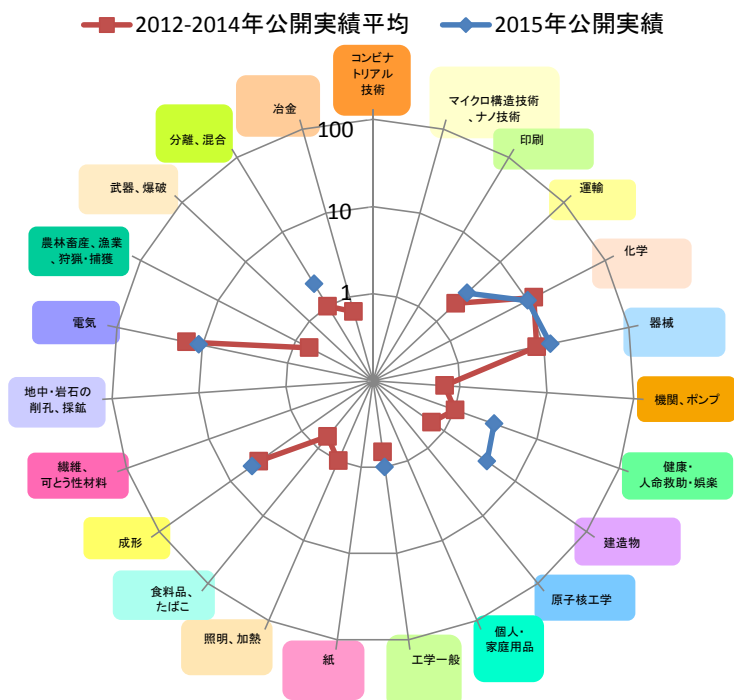 2012-2014年公開実績平均
2015年公開実績
コンビナ
トリアル
技術
マイクロ構造技術
、ナノ技術
印刷
運輸
化学
器械
機関、ポンプ
健康・
人命救助・娯楽
建造物
原子核工学
個人・
家庭用品
工学一般
紙
照明、加熱
食料品、
たばこ
成形
繊維、
可とう性材料
地中・岩石の
削孔、採鉱
電気
農林畜産、漁業
、狩猟・捕獲
武器、爆破
分離、混合
冶金
100
10
1